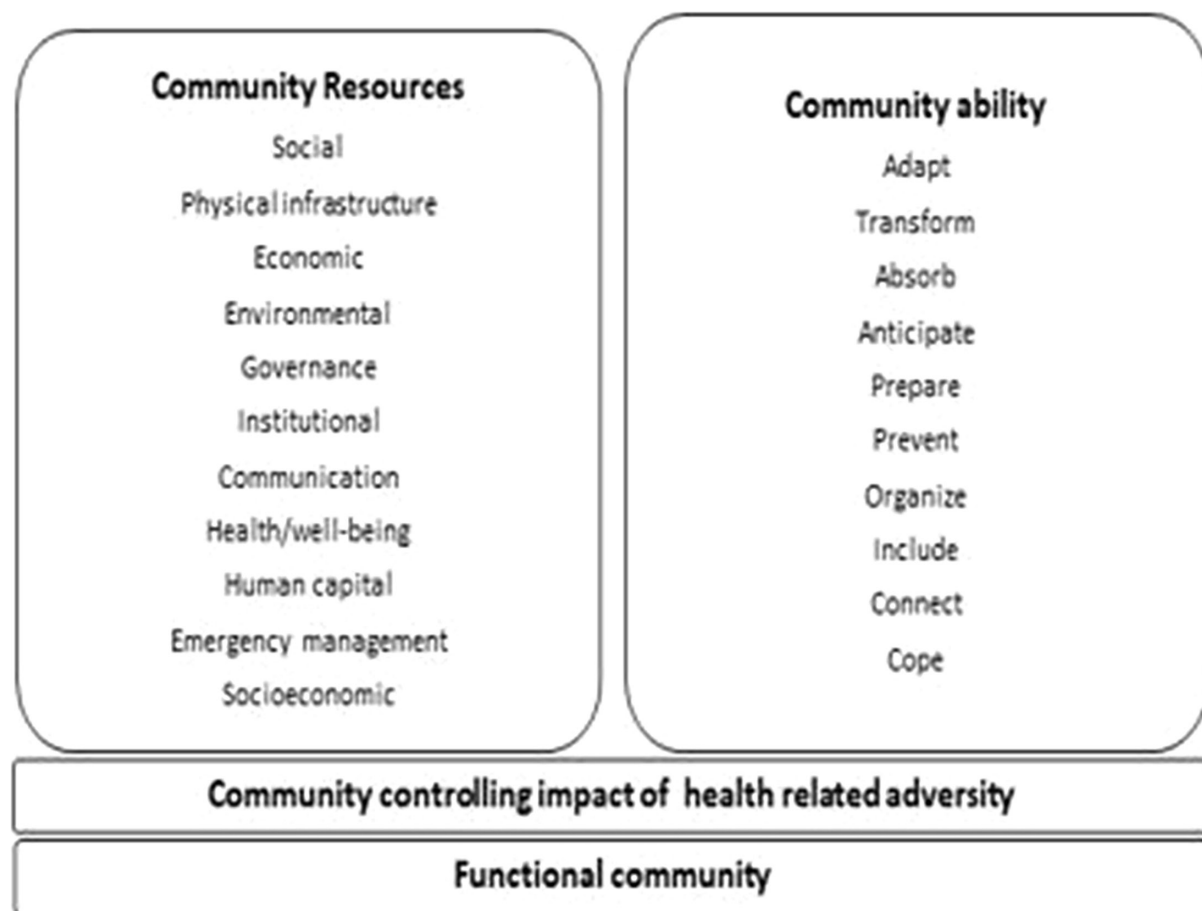 Community Resources
Social
Physical infrastructure
Economic
Environmental
Governance
Institutional
Communication
Health/well-being
Human capital
Emergency management
Socioeconomic
Community ability
Adapt
Transform
Absorb
Anticipate
Prepare
Prevent
Organize
Include
Connect
Cope
Community controlling impact of health related adversity
Functional community